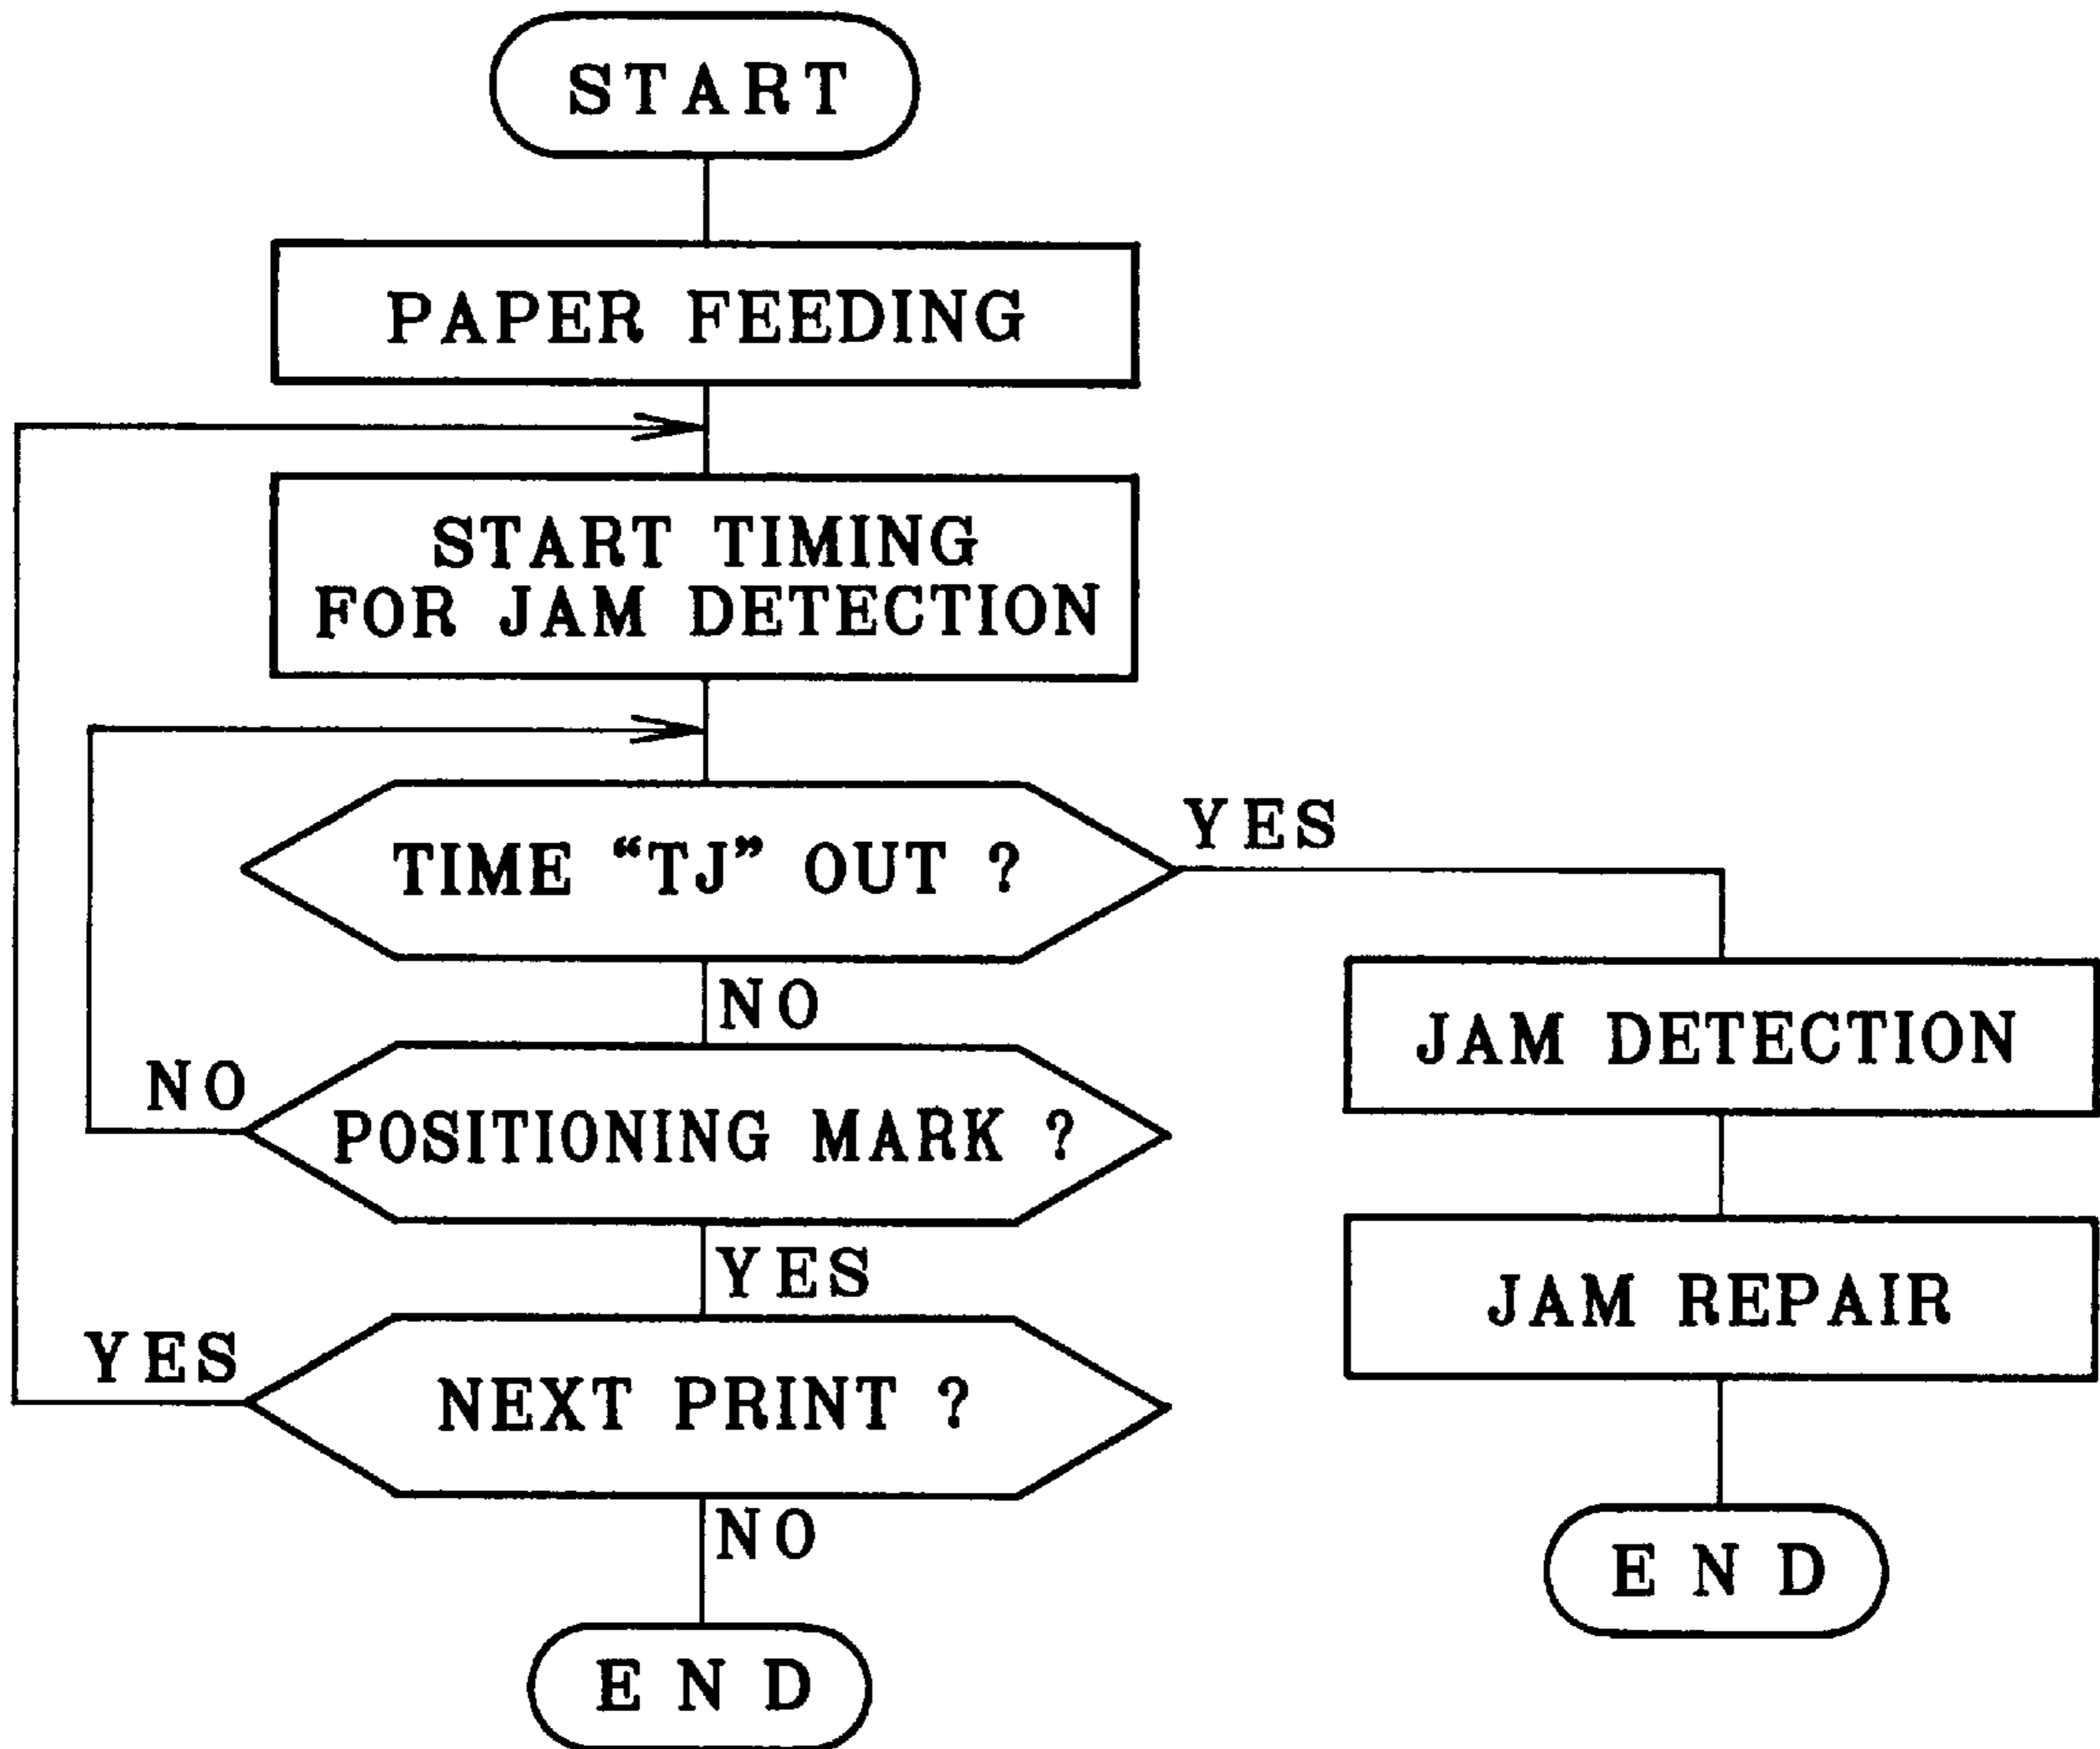 START
PAPER FEEDING
START TIMING
FOR JAM DETECTION
TIME “TJ” OUT ?
YES
NO
JAM DETECTION
NO
POSITIONING MARK ?
YES
JAM REPAIR
YES
NEXT PRINT ?
NO
END
END